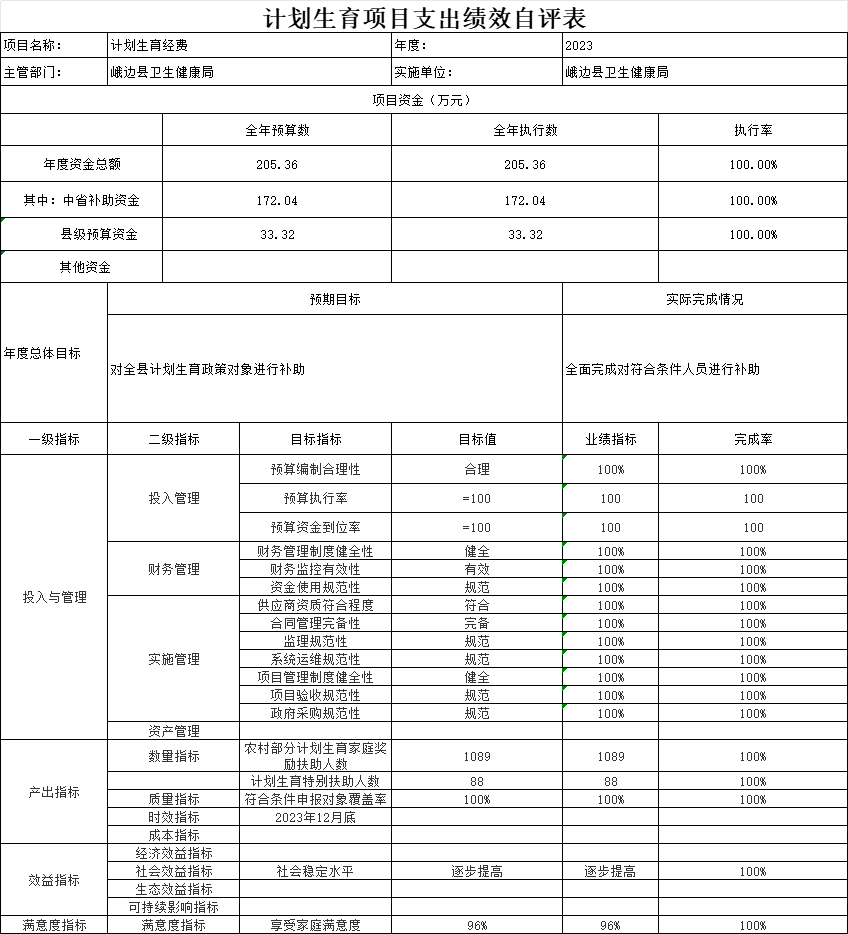 计划生育项目支出绩效自评表
项目名称： 计划生育经费 年度： 2023
主管部门： 峨边县卫生健康局 实施单位： 峨边县卫生健康局
项目资金（万元）
全年预算数 全年执行数 执行率
年度资金总额 205.36 205.36 100.00%
其中：中省补助资金 172.04 172.04 100.00%
县级预算资金 33.32 33.32 100.00%
其他资金
年度总体目标 预期目标 实际完成情况
对全县计划生育政策对象进行补助 全面完成对符合条件人员进行补助
一级指标 二级指标 目标指标 目标值 业绩指标 完成率
投入与管理 投入管理 预算编制合理性 合理 100% 100%
预算执行率 =100 100 100
预算资金到位率 =100 100 100
财务管理 财务管理制度健全性 健全 100% 100%
财务监控有效性 有效 100% 100%
资金使用规范性 规范 100% 100%
实施管理 供应商资质符合程度 符合 100% 100%
合同管理完备性 完备 100% 100%
监理规范性 规范 100% 100%
系统运维规范性 规范 100% 100%
项目管理制度健全性 健全 100% 100%
项目验收规范性 规范 100% 100%
政府采购规范性 规范 100% 100%
资产管理
产出指标 数量指标 农村部分计划生育家庭奖
励扶助人数 1089 1089 100%
计划生育特别扶助人数 88 88 100%
质量指标 符合条件申报对象覆盖率 100% 100% 100%
时效指标 2023年12月底
成本指标
效益指标 经济效益指标
社会效益指标 社会稳定水平 逐步提高 逐步提高 100%
生态效益指标
可持续影响指标
满意度指标 满意度指标 享受家庭满意度 96% 96% 100%